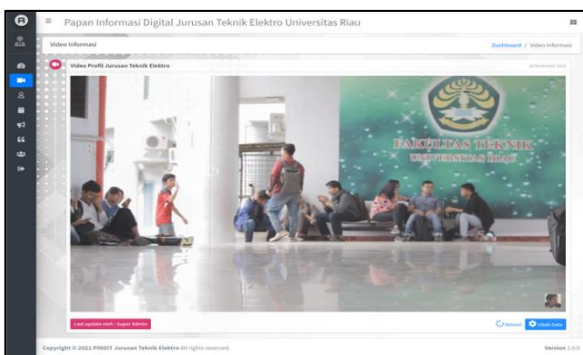 Papan Informasi Digital Jurusan Teknik Elektro Universitas Riau
Video Informasi
Dashboard / Video Informasi
Video Profil Jurusan Teknik Elektro
FAKULTAS TEKNIK
UNIVERSITAS RIAU
Last update oleh : Super Admin
Reload
Ubah Data
Copyright © 2021 PINDIT Jurusan Teknik Elektro All rights reserved.
Version 1.0.0